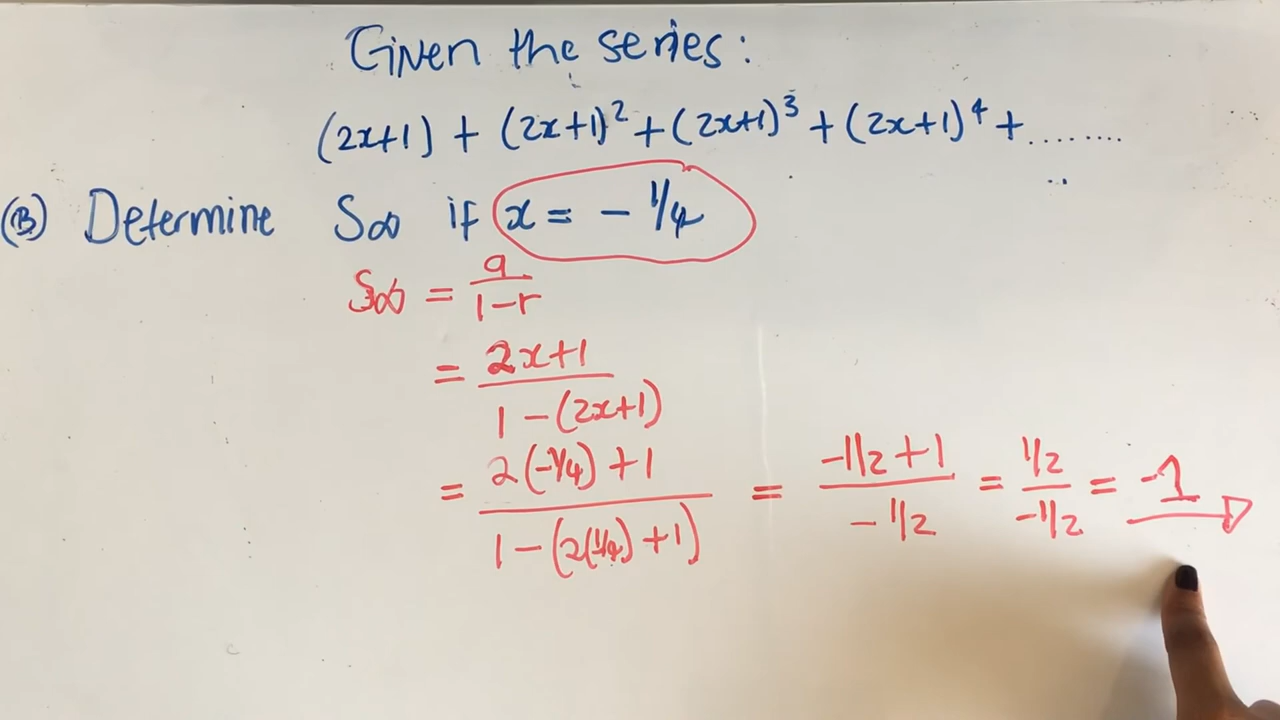 Given the series:
(2x+1) + (2x+1)² + (2x+1)³ + (2x+1)⁴ + ........
(B) Determine S∞ if x = - 1/4
S∞ = a/(1-r)
= (2x+1)/(1-(2x+1))
= (2(-1/4)+1)/(1-(2(1/4)+1)) = (-1/2+1)/(-1/2) = (1/2)/(-1/2) = -1